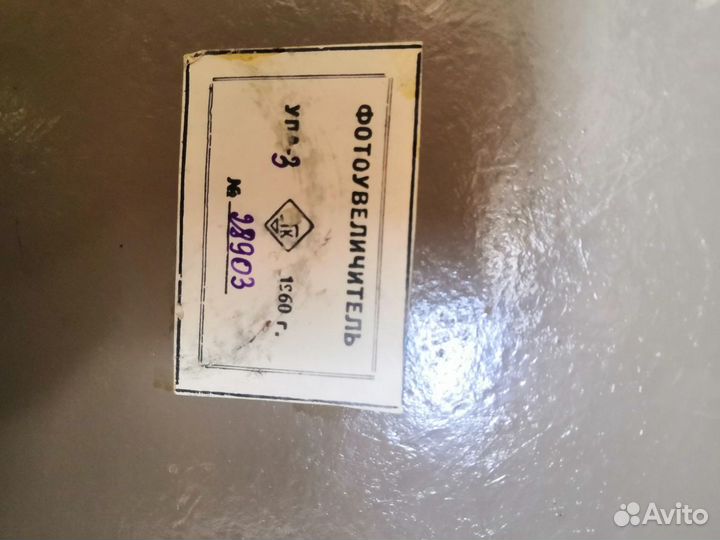 ФОТОУВЕЛИЧИТЕЛЬ
УПА-3 1960 г.
№ 28903
Avito